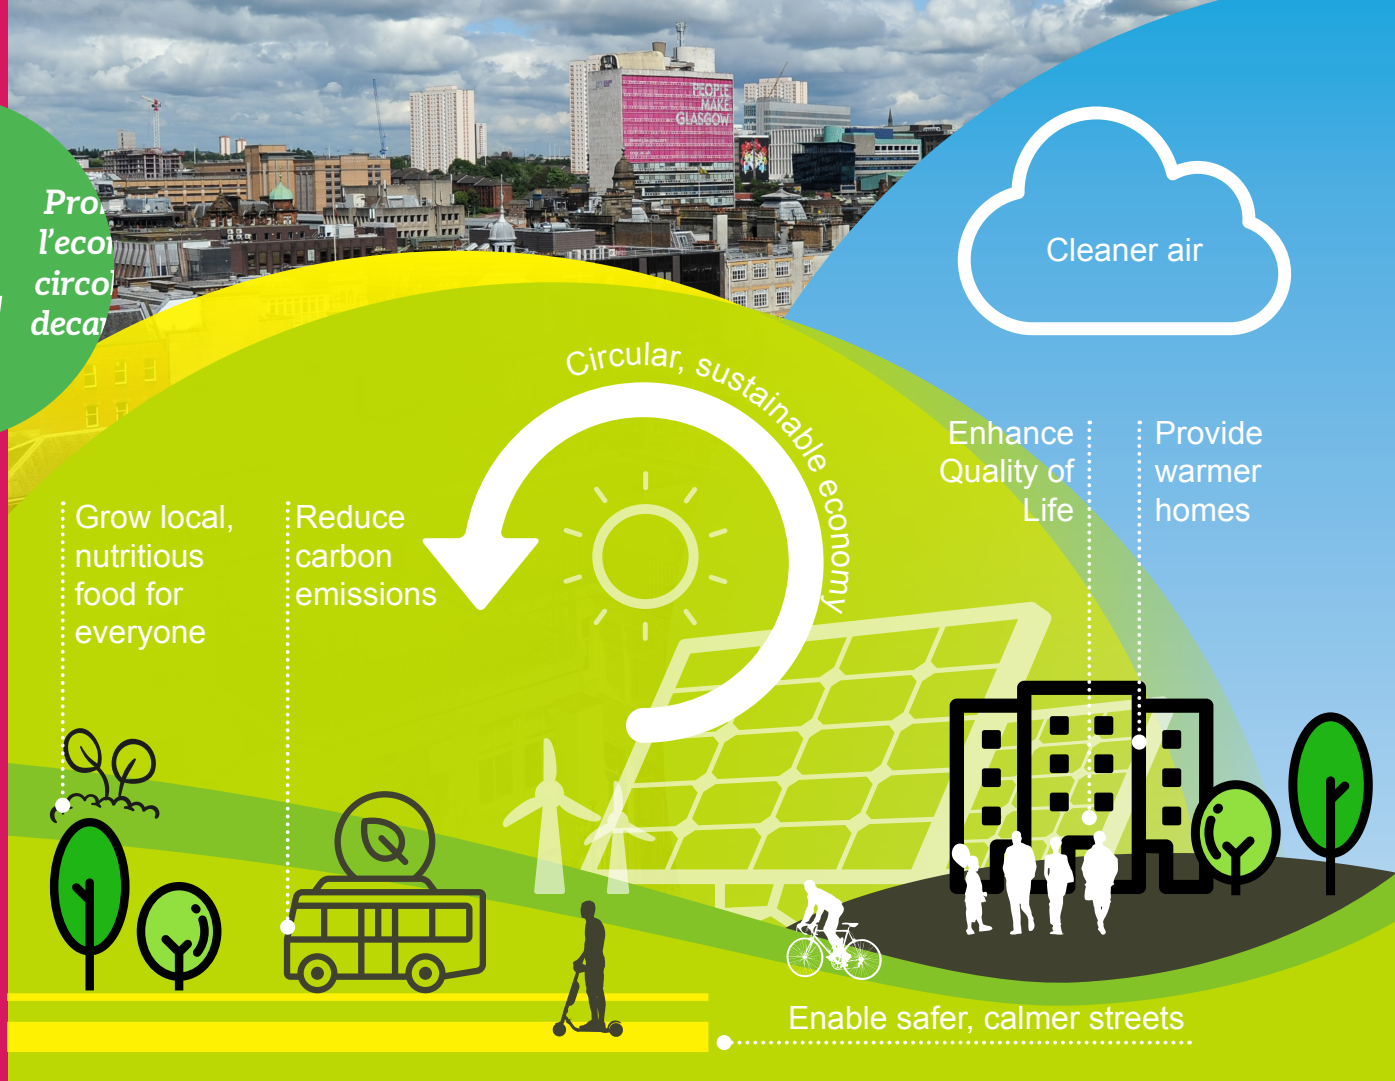 PEOPLE
MAKE
GLASGOW
Cleaner air
Circular, sustainable economy
Enhance
Quality of
Life
Provide
warmer
homes
Grow local,
nutritious
food for
everyone
Reduce
carbon
emissions
Enable safer, calmer streets